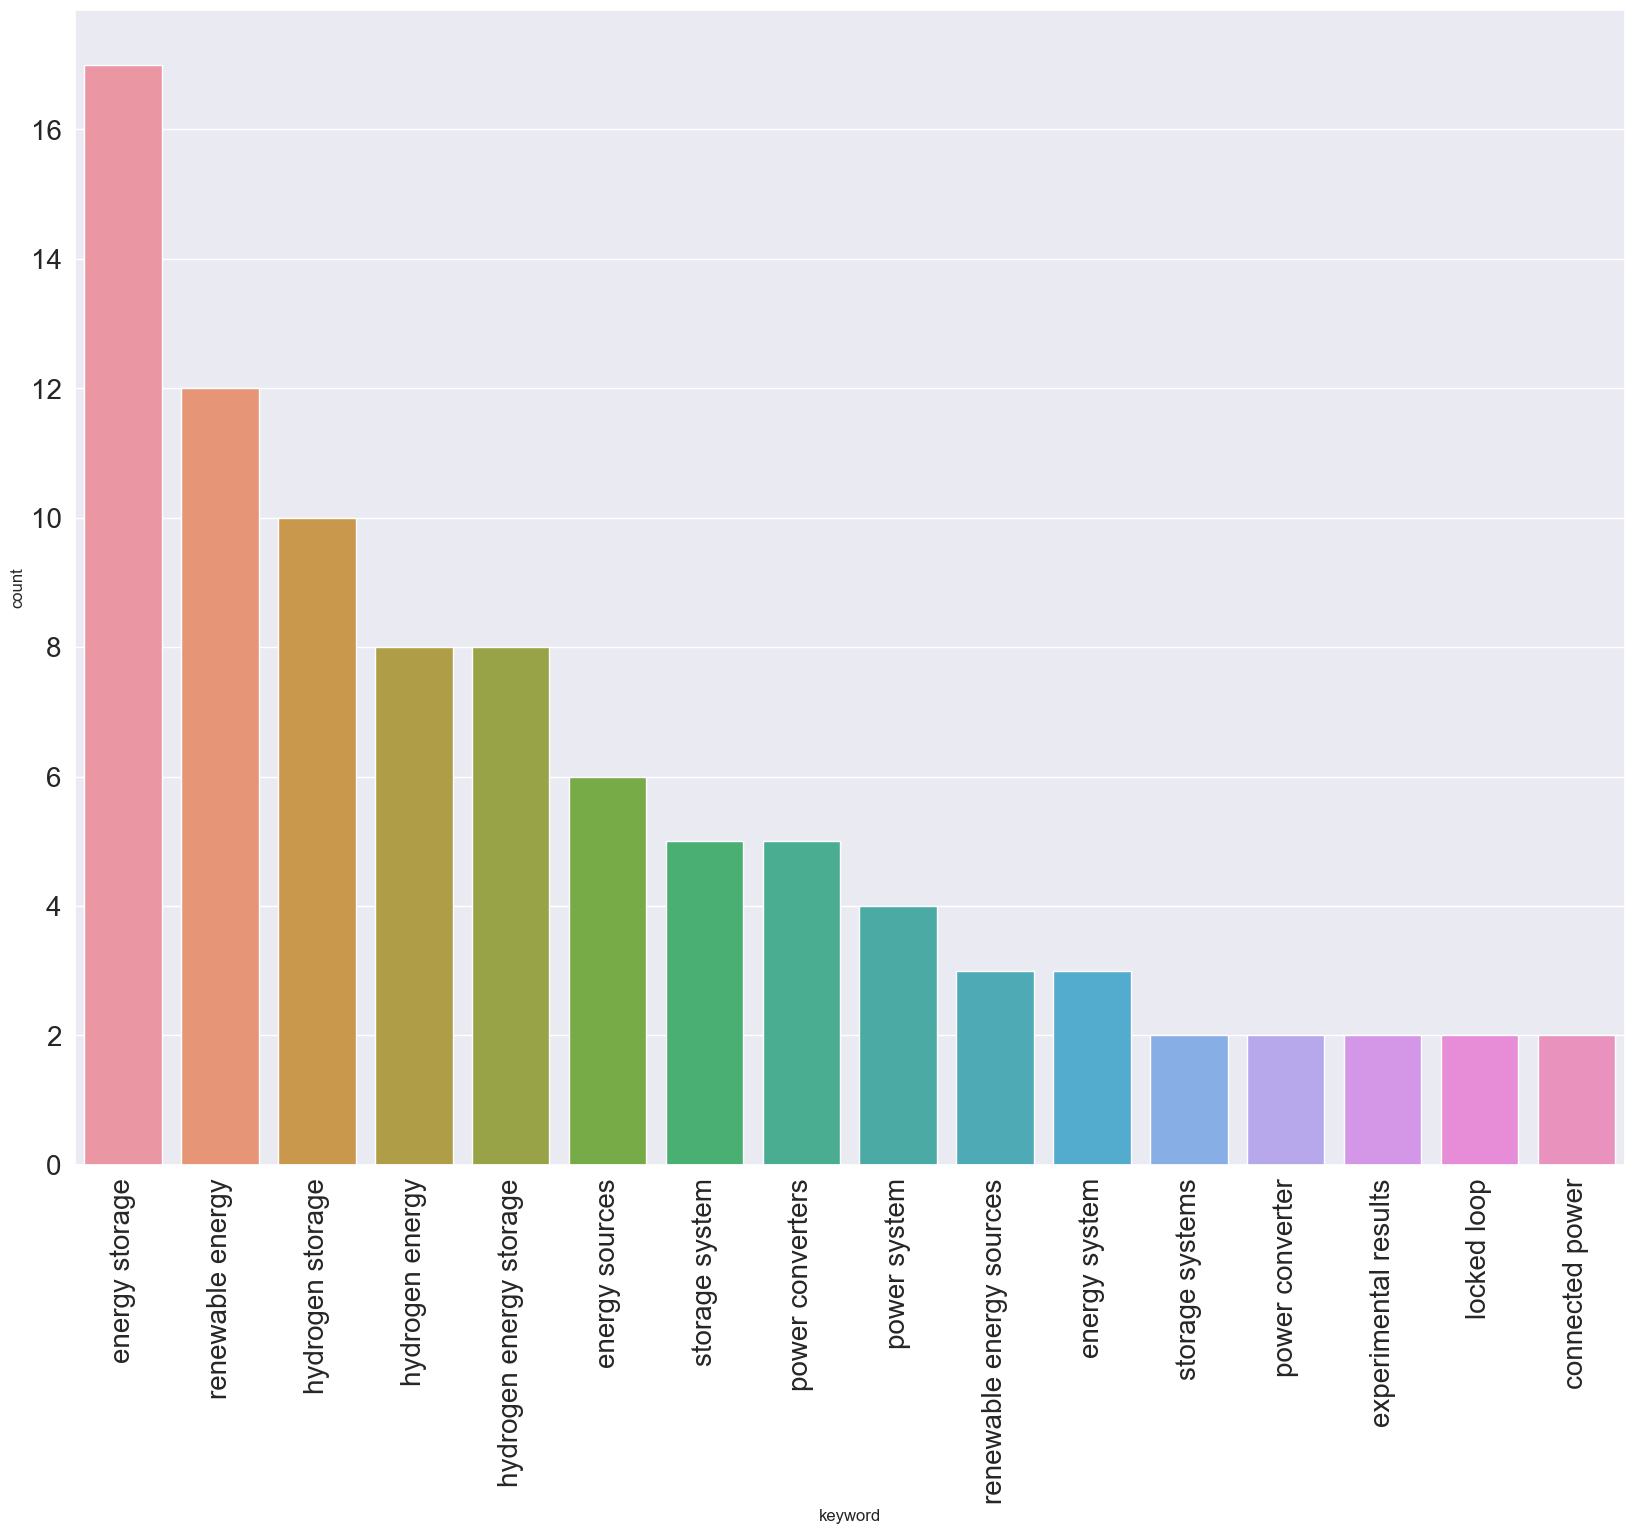 16
14
12
10
8
6
4
2
0
count
energy storage
renewable energy
hydrogen storage
hydrogen energy
hydrogen energy storage
energy sources
storage system
power converters
power system
renewable energy sources
energy system
storage systems
power converter
experimental results
locked loop
connected power
keyword